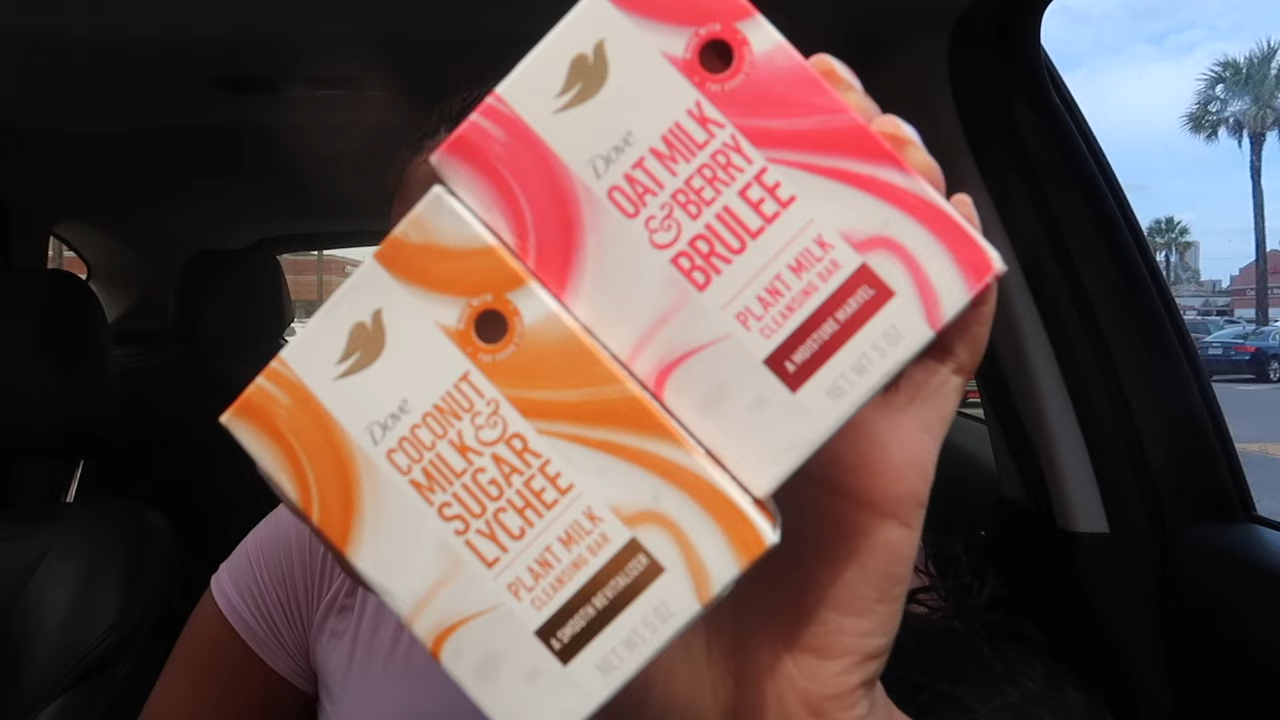 Dove
OAT MILK
& BERRY
BRULEE
PLANT MILK
CLEANSING BAR
A MOISTURE MARVEL
NET WT 5 OZ
Dove
COCONUT
MILK &
SUGAR
LYCHEE
PLANT MILK
CLEANSING BAR
A SMOOTH REVITALIZER
NET WT 5 OZ